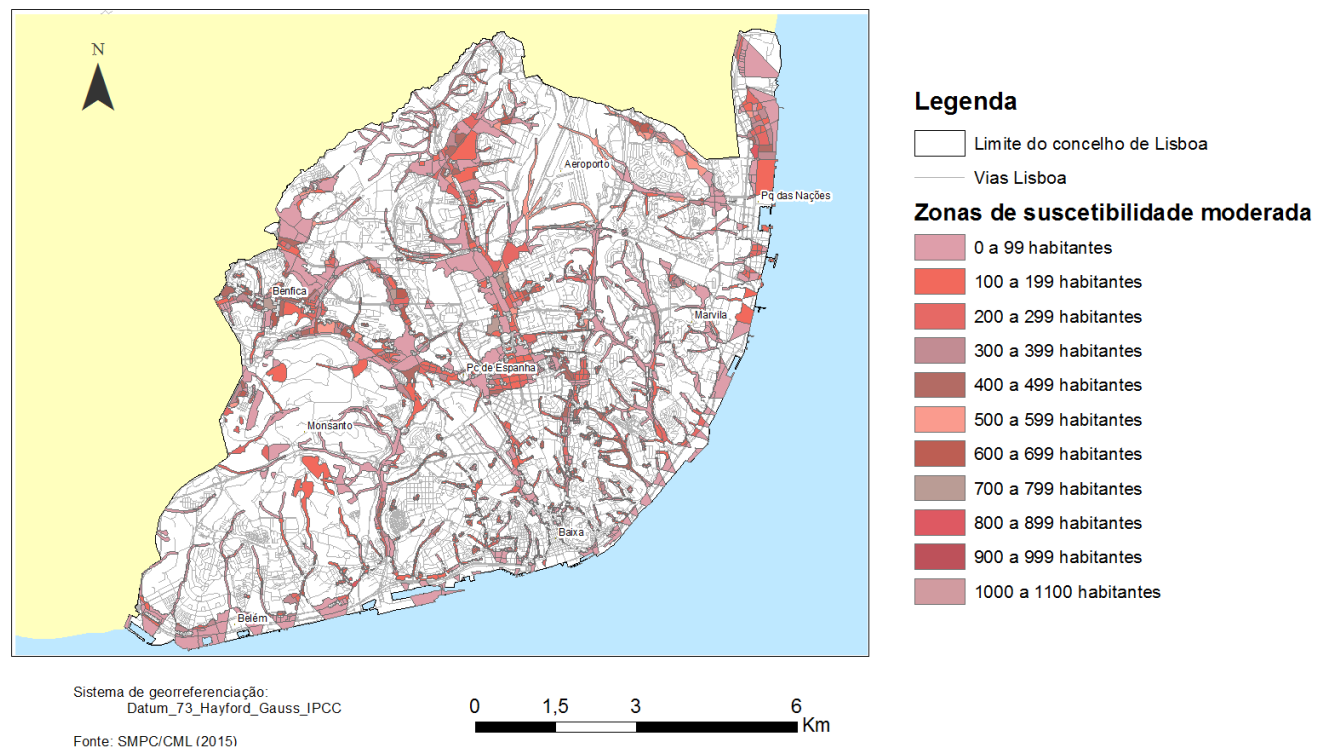 N
Aeroporto
Pq das Nações
Benfica
Marvila
Pc de Espanha
Monsanto
Baixa
Belém
Legenda
Limite do concelho de Lisboa
Vias Lisboa
Zonas de suscetibilidade moderada
0 a 99 habitantes
100 a 199 habitantes
200 a 299 habitantes
300 a 399 habitantes
400 a 499 habitantes
500 a 599 habitantes
600 a 699 habitantes
700 a 799 habitantes
800 a 899 habitantes
900 a 999 habitantes
1000 a 1100 habitantes
Sistema de georreferenciação:
Datum_73_Hayford_Gauss_IPCC
Fonte: SMPC/CML (2015)
0 1,5 3 6
Km